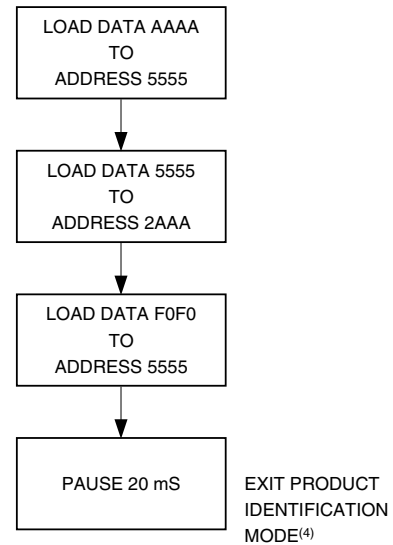 LOAD DATA AAAA
TO
ADDRESS 5555
LOAD DATA 5555
TO
ADDRESS 2AAA
LOAD DATA F0F0
TO
ADDRESS 5555
PAUSE 20 mS
EXIT PRODUCT
IDENTIFICATION
MODE(4)